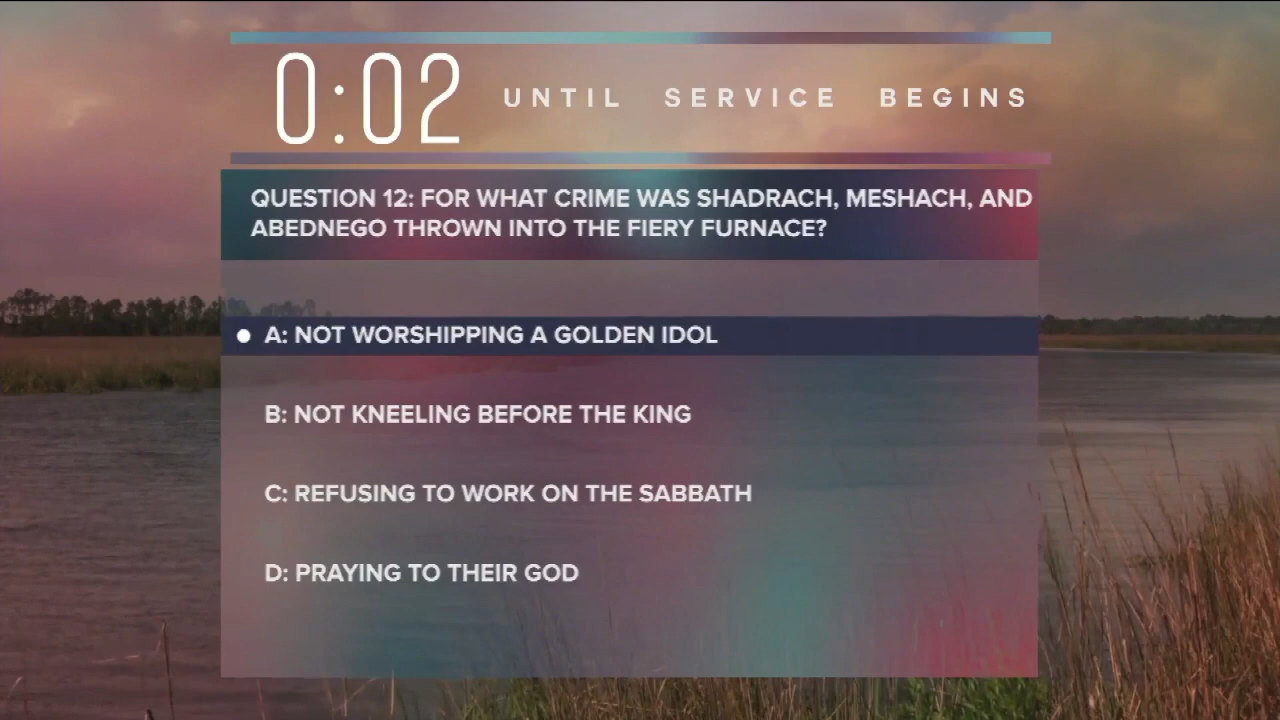 0:02 UNTIL SERVICE BEGINS
QUESTION 12: FOR WHAT CRIME WAS SHADRACH, MESHACH, AND
ABEDNEGO THROWN INTO THE FIERY FURNACE?
A: NOT WORSHIPPING A GOLDEN IDOL
B: NOT KNEELING BEFORE THE KING
C: REFUSING TO WORK ON THE SABBATH
D: PRAYING TO THEIR GOD